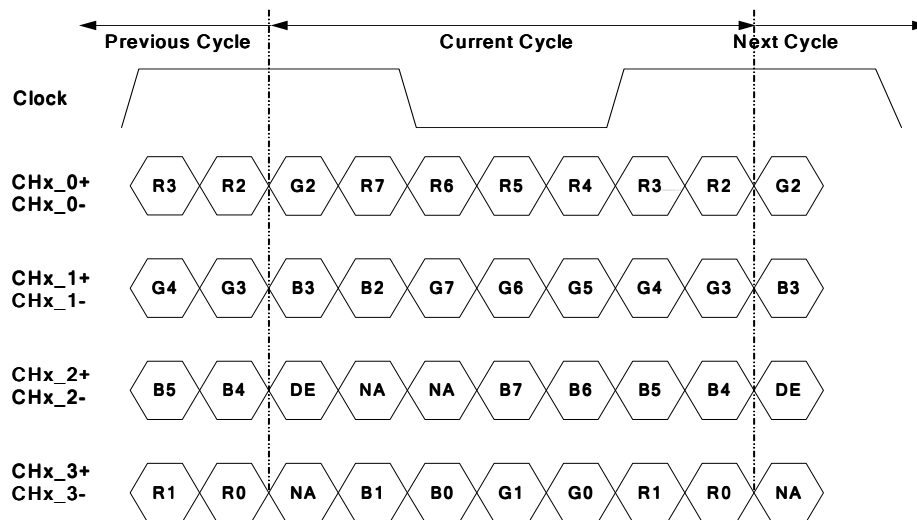 Previous Cycle Current Cycle Next Cycle
Clock
CHx_0+
CHx_0-
R3 R2 G2 R7 R6 R5 R4 R3 R2 G2
CHx_1+
CHx_1-
G4 G3 B3 B2 G7 G6 G5 G4 G3 B3
CHx_2+
CHx_2-
B5 B4 DE NA NA B7 B6 B5 B4 DE
CHx_3+
CHx_3-
R1 R0 NA B1 B0 G1 G0 R1 R0 NA